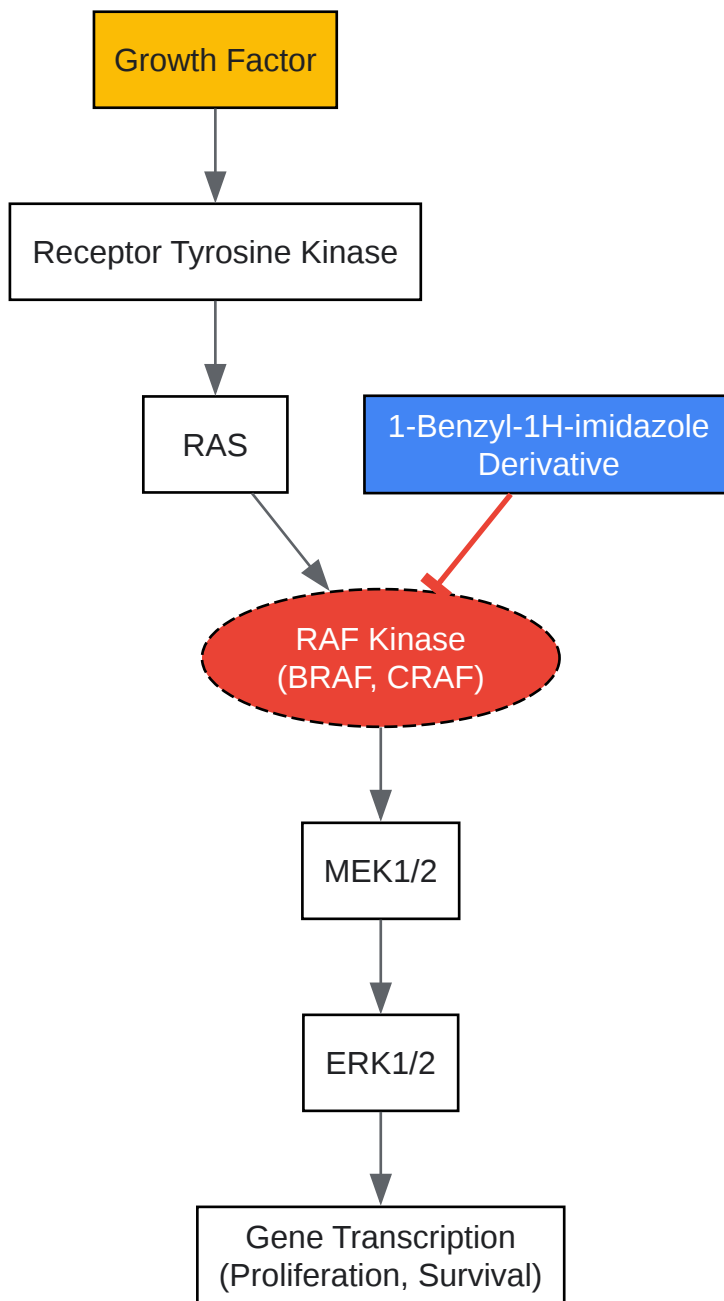 Growth Factor
Receptor Tyrosine Kinase
RAS
1-Benzyl-1H-imidazole
Derivative
RAF Kinase
(BRAF, CRAF)
MEK1/2
ERK1/2
Gene Transcription
(Proliferation, Survival)